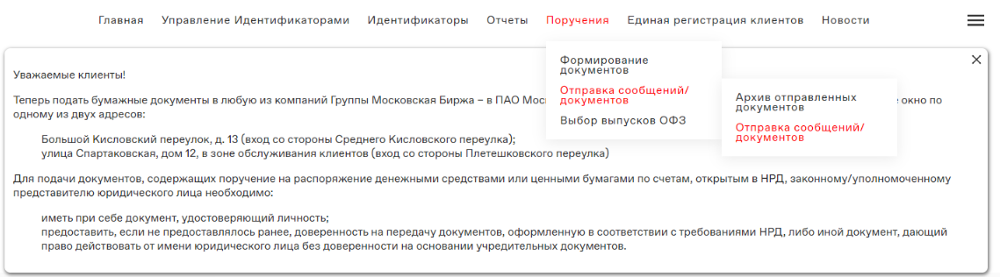 Главная Управление Идентификаторами Идентификаторы Отчеты Поручения Единая регистрация клиентов Новости
Формирование
документов
Отправка сообщений/
документов
Выбор выпусков ОФЗ
Архив отправленных
документов
Отправка сообщений/
документов
Уважаемые клиенты!
Теперь подать бумажные документы в любую из компаний Группы Московская Биржа – в ПАО Мос окно по
одному из двух адресов:
Большой Кисловский переулок, д. 13 (вход со стороны Среднего Кисловского переулка);
улица Спартаковская, дом 12, в зоне обслуживания клиентов (вход со стороны Плетешковского переулка)
Для подачи документов, содержащих поручение на распоряжение денежными средствами или ценными бумагами по счетам, открытым в НРД, законному/уполномоченному
представителю юридического лица необходимо:
иметь при себе документ, удостоверяющий личность;
предоставить, если не предоставлялось ранее, доверенность на передачу документов, оформленную в соответствии с требованиями НРД, либо иной документ, дающий
право действовать от имени юридического лица без доверенности на основании учредительных документов.